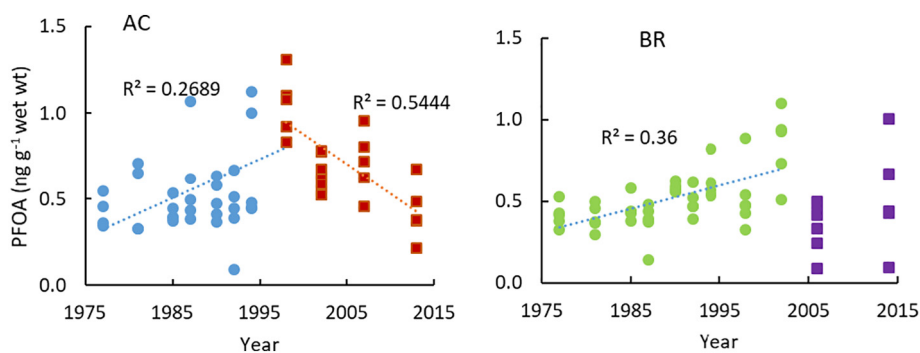 AC
R² = 0.2689
R² = 0.5444
PFOA (ng g⁻¹ wet wt)
1.5
1.0
0.5
0.0
1975 1985 1995 2005 2015
Year
BR
R² = 0.36
1.5
1.0
0.5
0.0
1975 1985 1995 2005 2015
Year